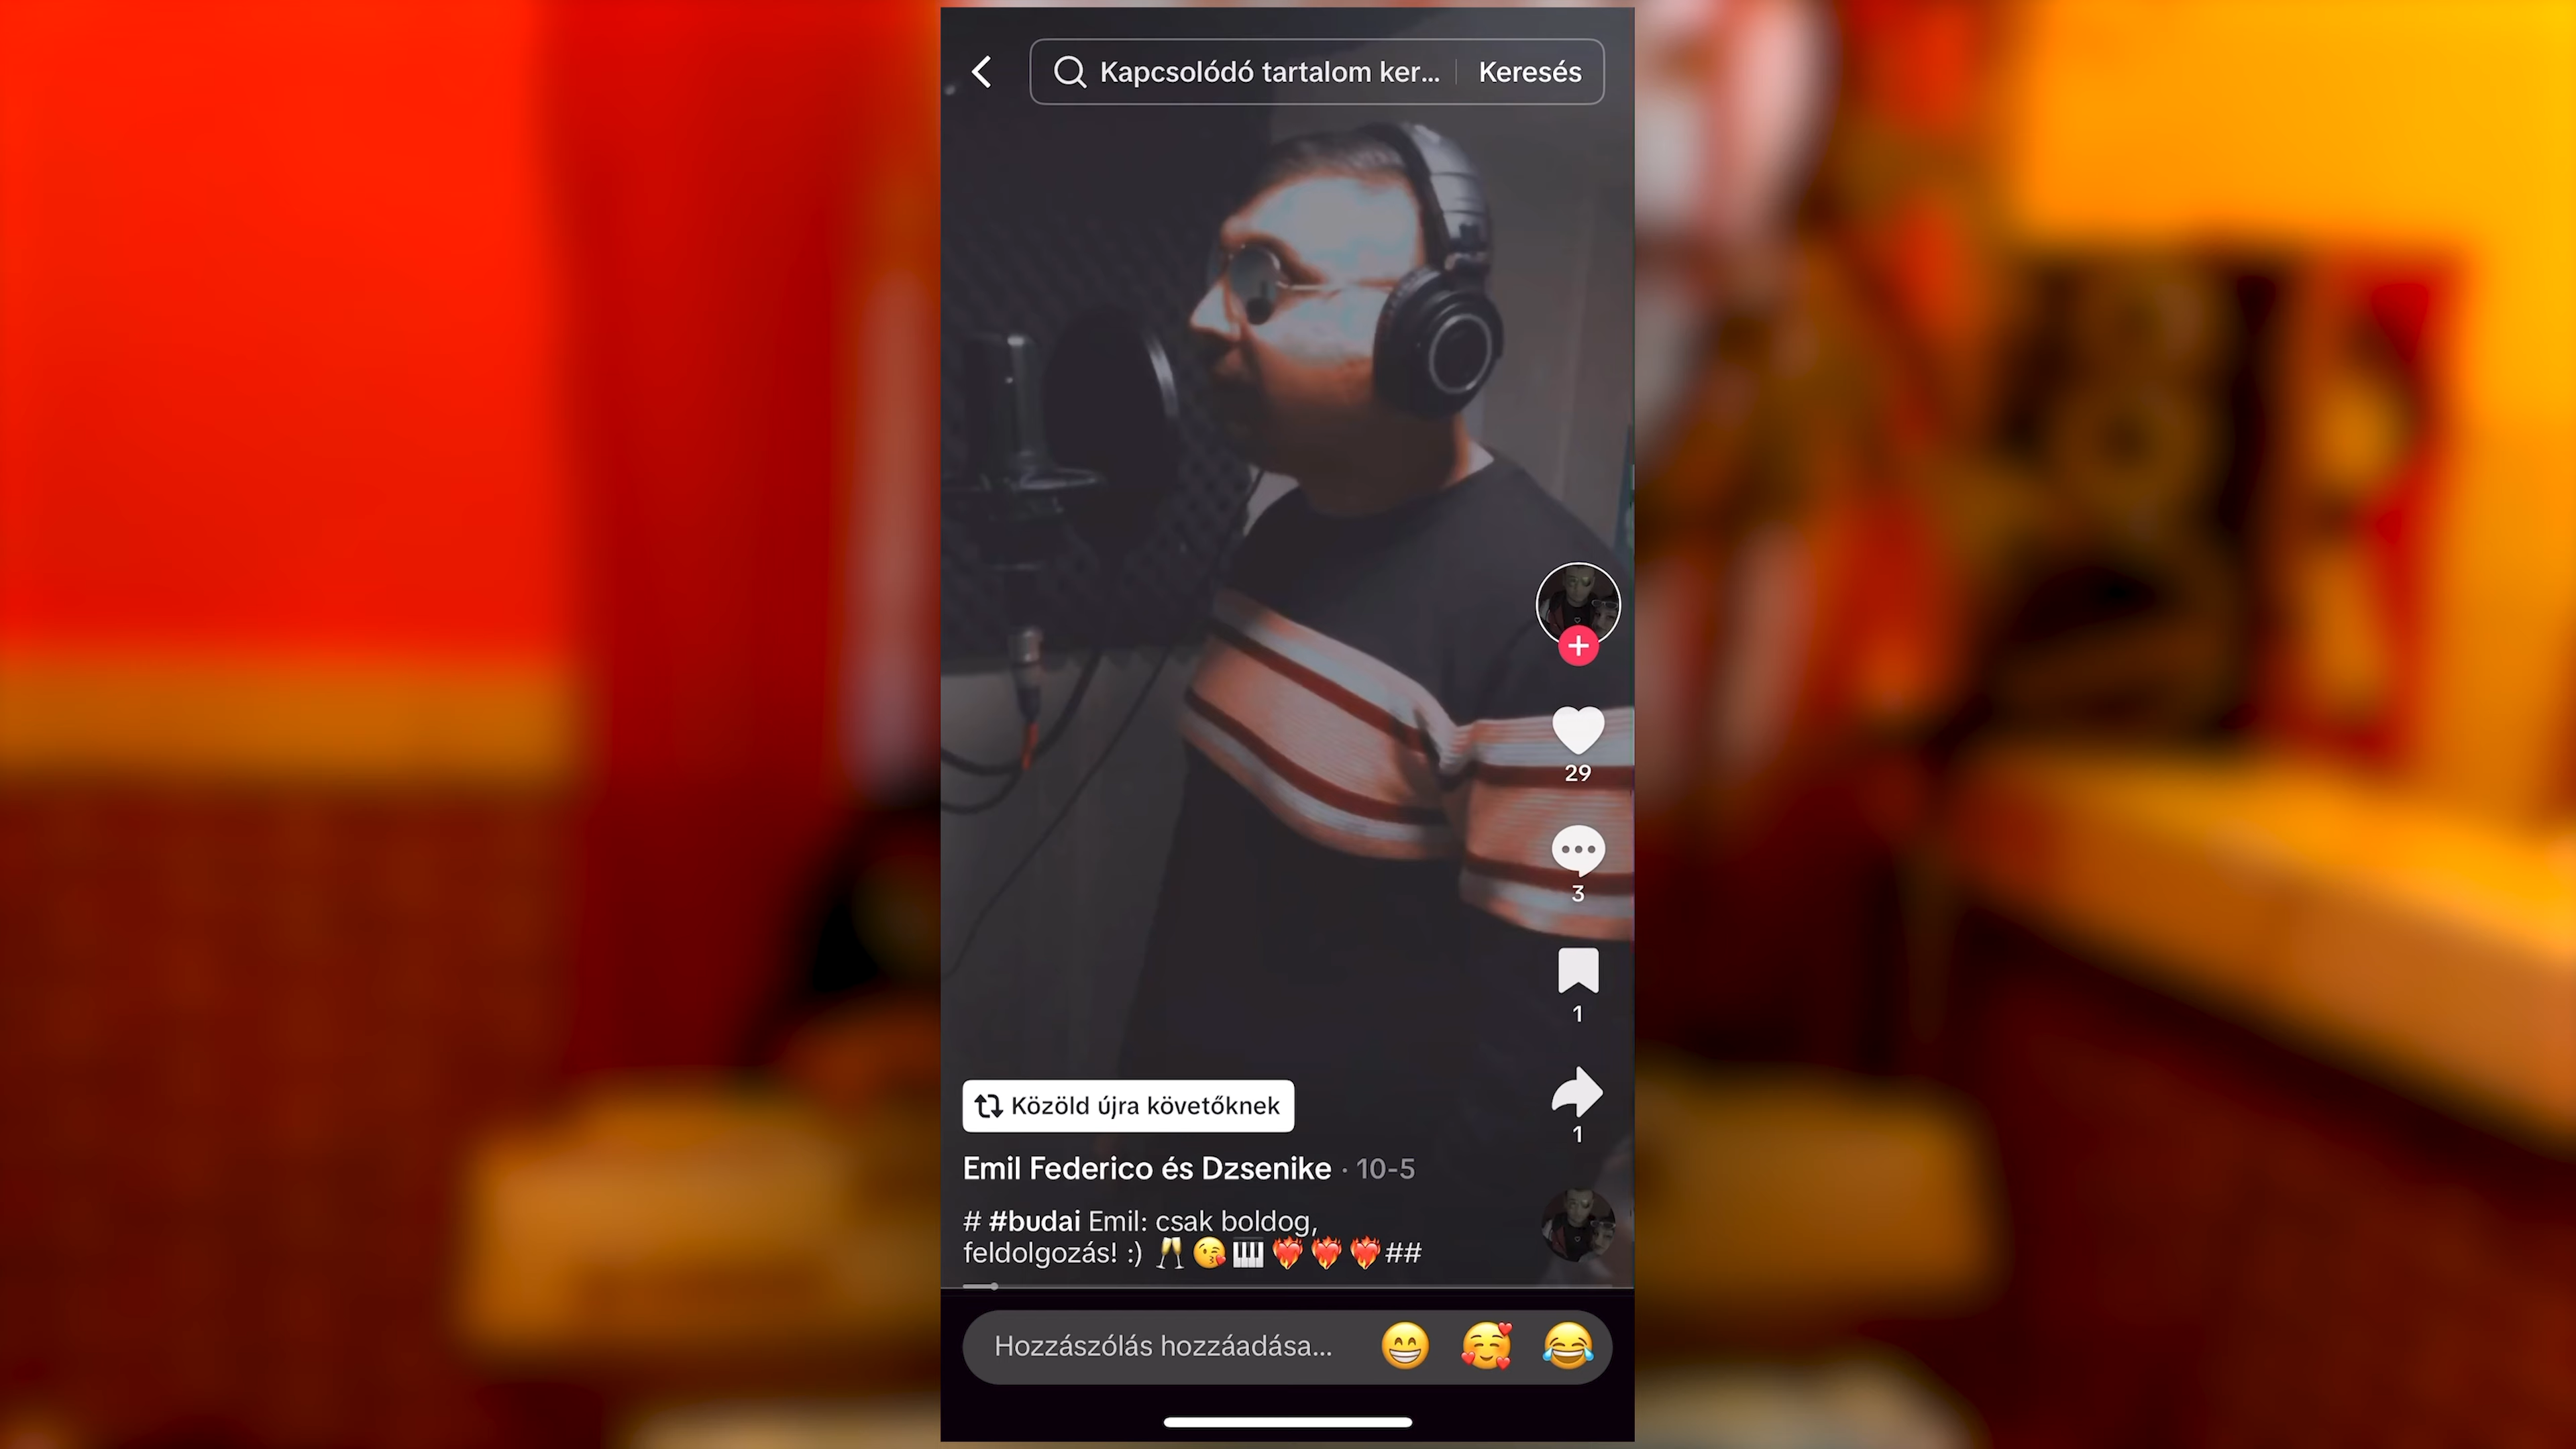 Kapcsolódó tartalom ker... Keresés
29
3
1
1
Közöld újra követőknek
Emil Federico és Dzsenike · 10-5
# #budai Emil: csak boldog,
feldolgozás! :) 🥂😘🎹❤️‍🔥❤️‍🔥❤️‍🔥##
Hozzászólás hozzáadása... 😁 🥰 😂